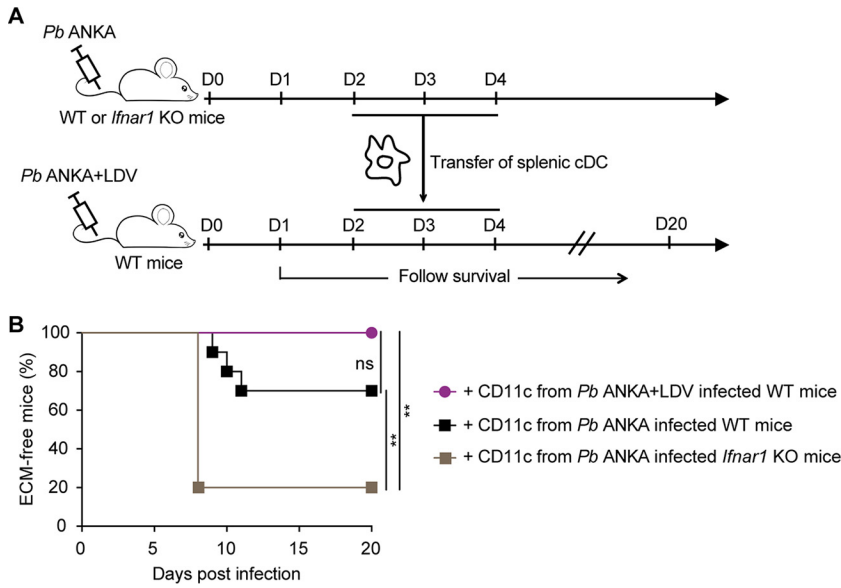 A
Pb ANKA
D0 D1 D2 D3 D4
WT or Ifnar1 KO mice
Transfer of splenic cDC
Pb ANKA+LDV
D0 D1 D2 D3 D4 D20
WT mice
Follow survival
B
ECM-free mice (%)
100
80
60
40
20
0
0 5 10 15 20
Days post infection
ns
**
**
+ CD11c from Pb ANKA+LDV infected WT mice
+ CD11c from Pb ANKA infected WT mice
+ CD11c from Pb ANKA infected Ifnar1 KO mice